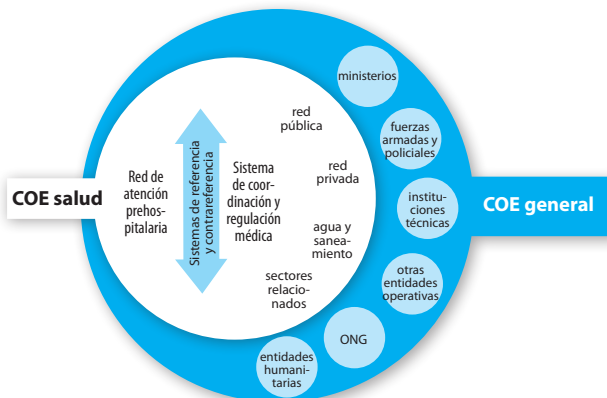 COE salud
Red de
atención
prehos-
pitalaria
Sistemas de referencia
y contrareferencia
Sistema
de coor-
dinación y
regulación
médica
red
pública
red
privada
agua y
sanea-
miento
sectores
relacio-
nados
ministerios
fuerzas
armadas y
policiales
institu-
ciones
técnicas
otras
entidades
operativas
ONG
entidades
humani-
tarias
COE general